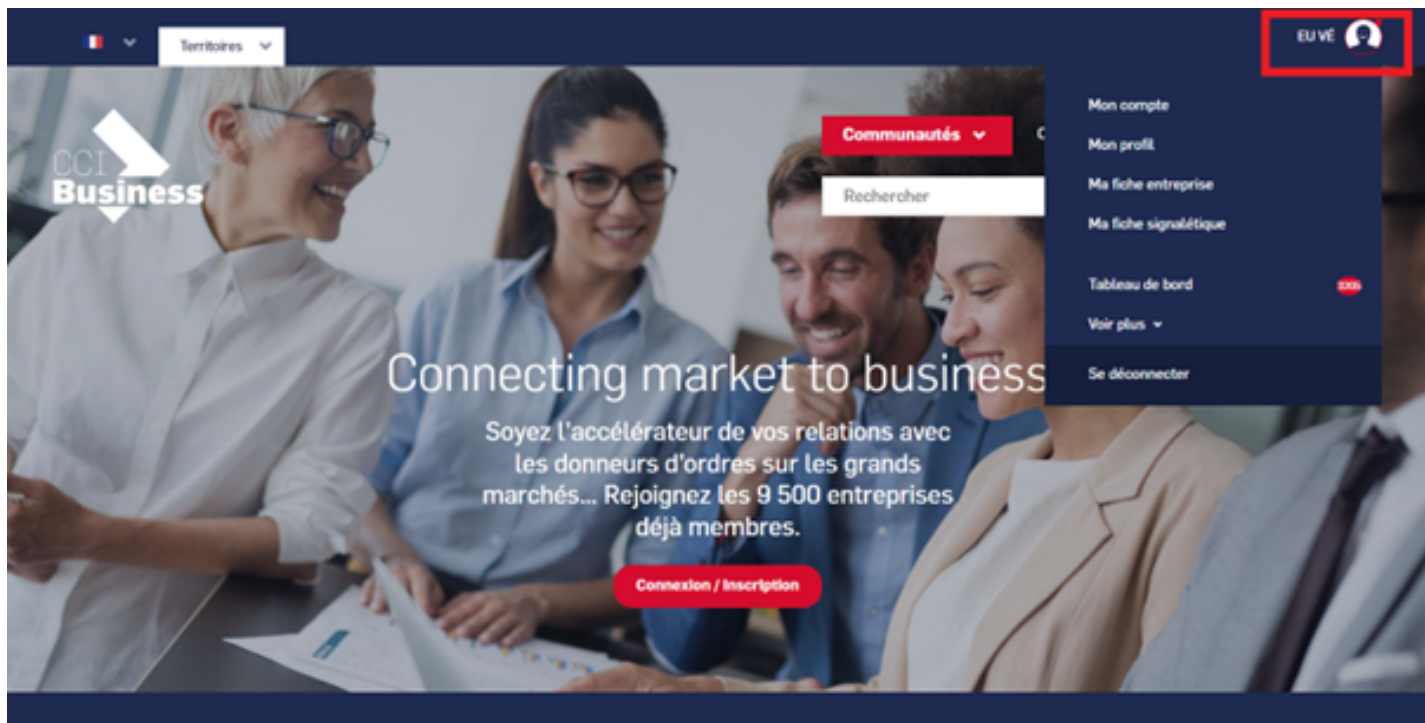 Territoires
EU VÉ
CCI
Business
Communautés
Rechercher
Mon compte
Mon profil
Ma fiche entreprise
Ma fiche signalétique
Tableau de bord
Voir plus
Se déconnecter
Connecting market to business
Soyez l'accélérateur de vos relations avec
les donneurs d'ordres sur les grands
marchés... Rejoignez les 9 500 entreprises
déjà membres.
Connexion / Inscription